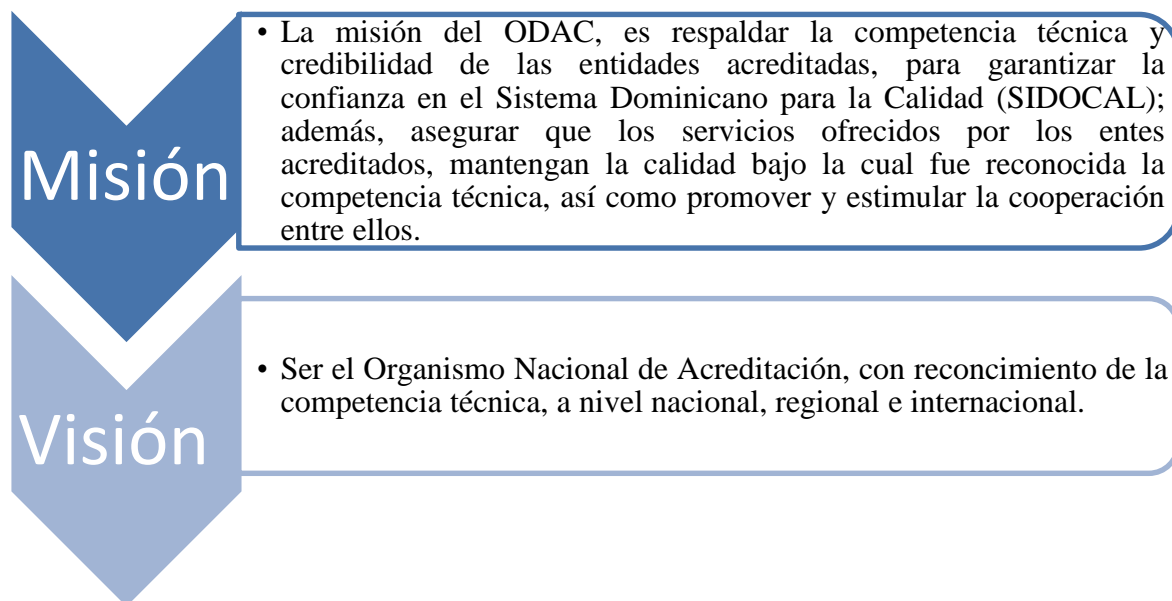 Misión
• La misión del ODAC, es respaldar la competencia técnica y
credibilidad de las entidades acreditadas, para garantizar la
confianza en el Sistema Dominicano para la Calidad (SIDOCAL);
además, asegurar que los servicios ofrecidos por los entes
acreditados, mantengan la calidad bajo la cual fue reconocida la
competencia técnica, así como promover y estimular la cooperación
entre ellos.
Visión
• Ser el Organismo Nacional de Acreditación, con reconcimiento de la
competencia técnica, a nivel nacional, regional e internacional.